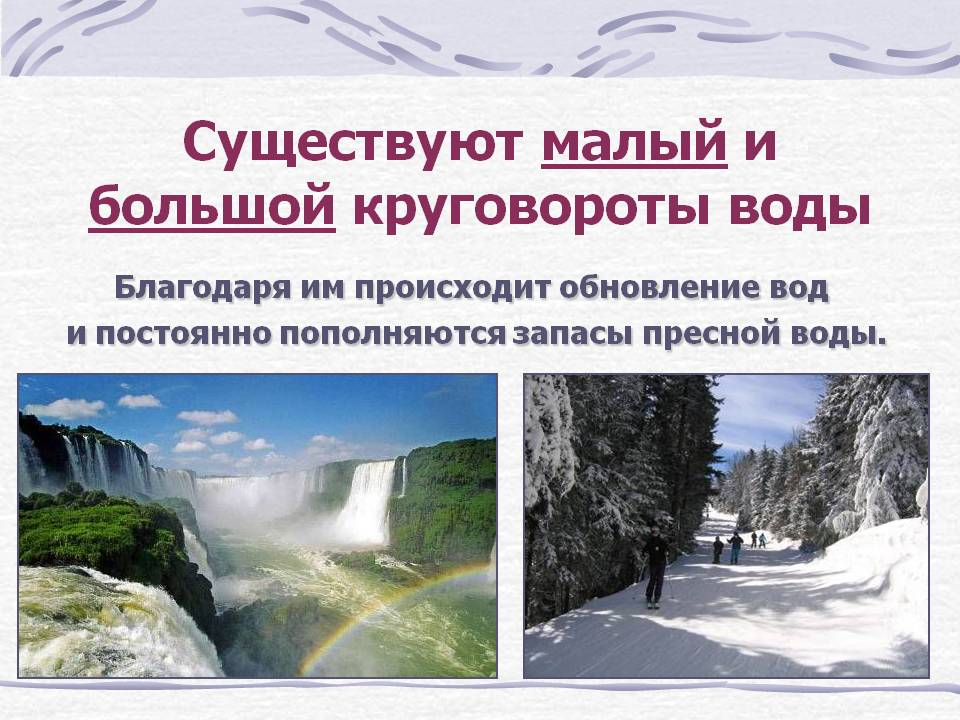 Существуют малый и
большой круговороты воды
Благодаря им происходит обновление вод
и постоянно пополняются запасы пресной воды.